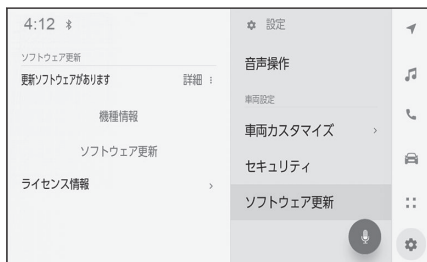 4:12
ソフトウェア更新
更新ソフトウェアがあります 詳細
機種情報
ソフトウェア更新
ライセンス情報
設定
音声操作
車両設定
車両カスタマイズ
セキュリティ
ソフトウェア更新